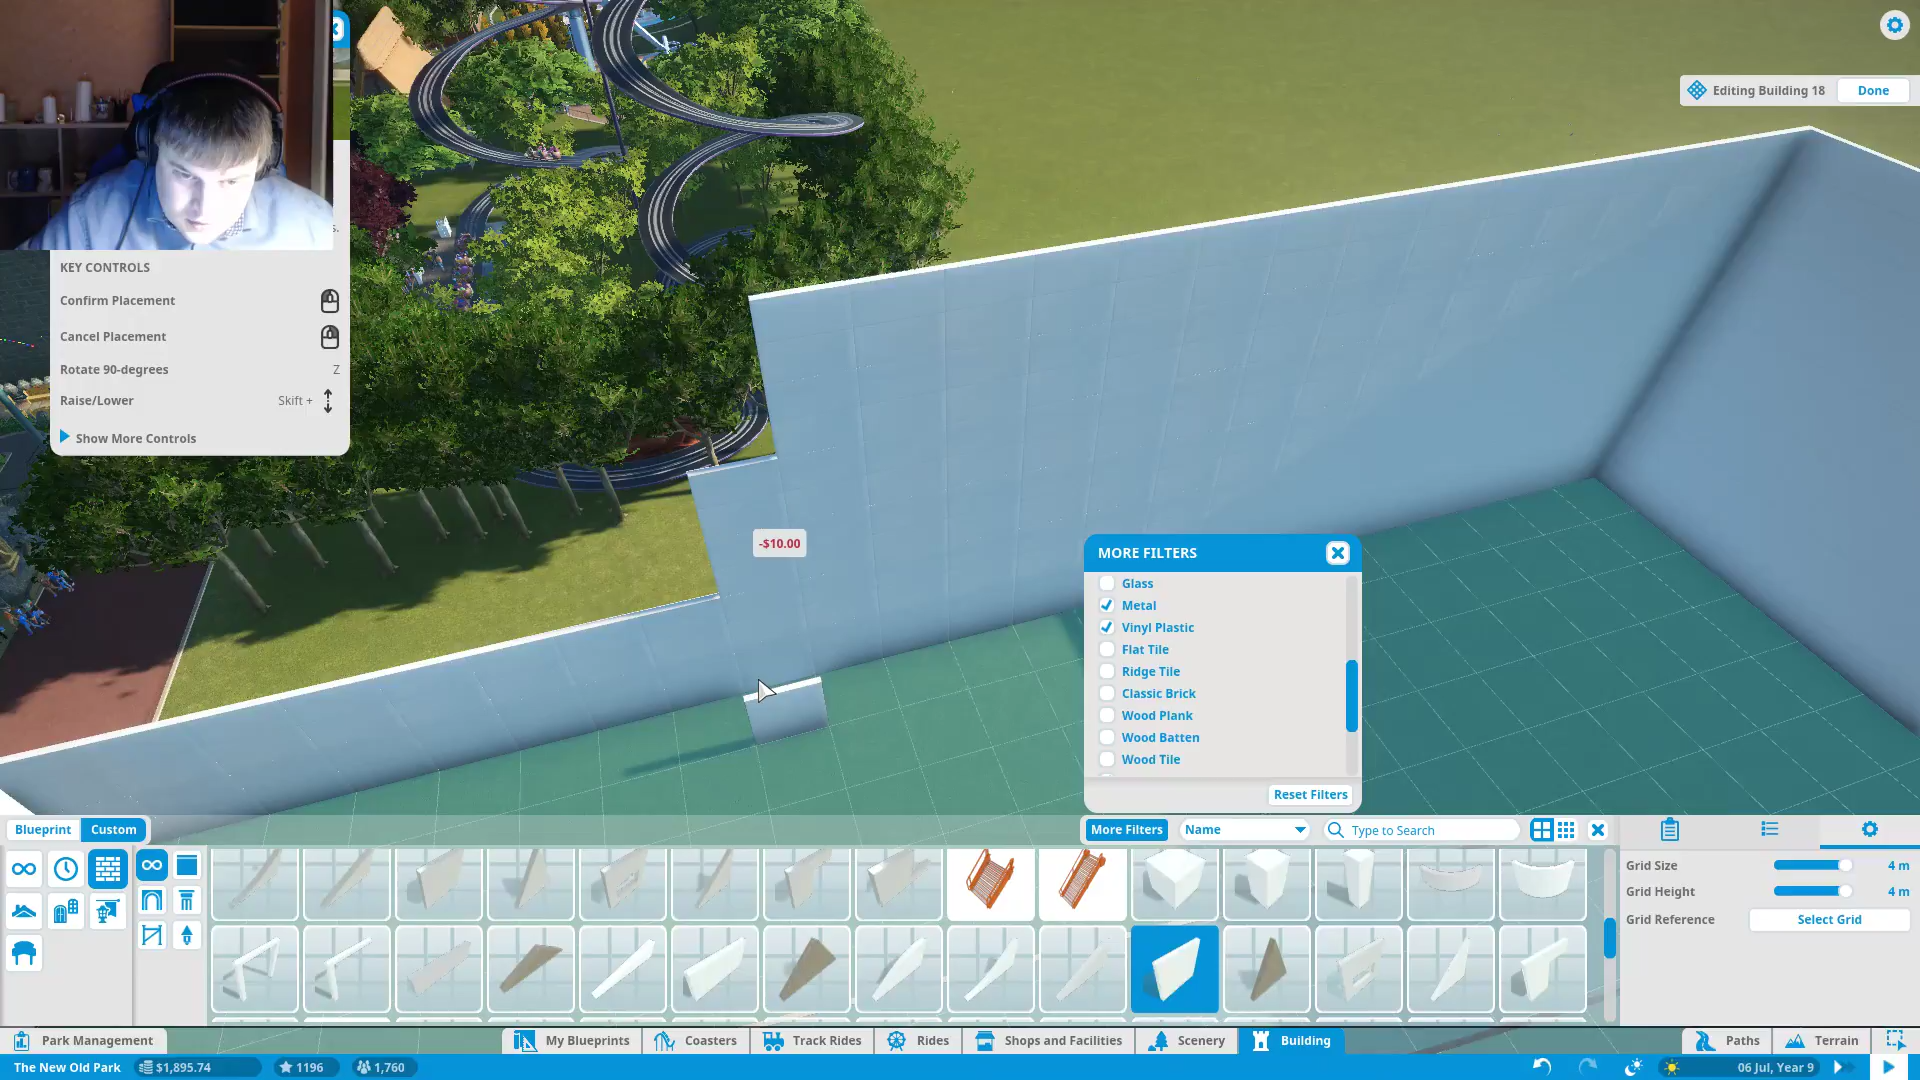 Editing Building 18
Done
s.
KEY CONTROLS
Confirm Placement
Cancel Placement
Rotate 90-degrees Z
Raise/Lower Skift +
Show More Controls
-$10.00
MORE FILTERS
Glass
Metal
Vinyl Plastic
Flat Tile
Ridge Tile
Classic Brick
Wood Plank
Wood Batten
Wood Tile
Reset Filters
Blueprint Custom
More Filters Name Type to Search
Grid Size 4 m
Grid Height 4 m
Grid Reference Select Grid
Park Management My Blueprints Coasters Track Rides Rides Shops and Facilities Scenery Building Paths Terrain
The New Old Park $1,895.74 1196 1,760 06 Jul, Year 9